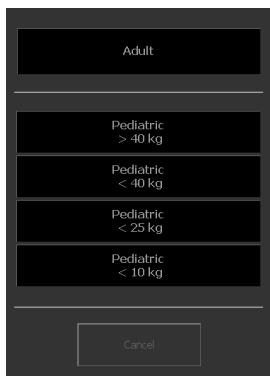 Adult
Pediatric
> 40 kg
Pediatric
< 40 kg
Pediatric
< 25 kg
Pediatric
< 10 kg
Cancel